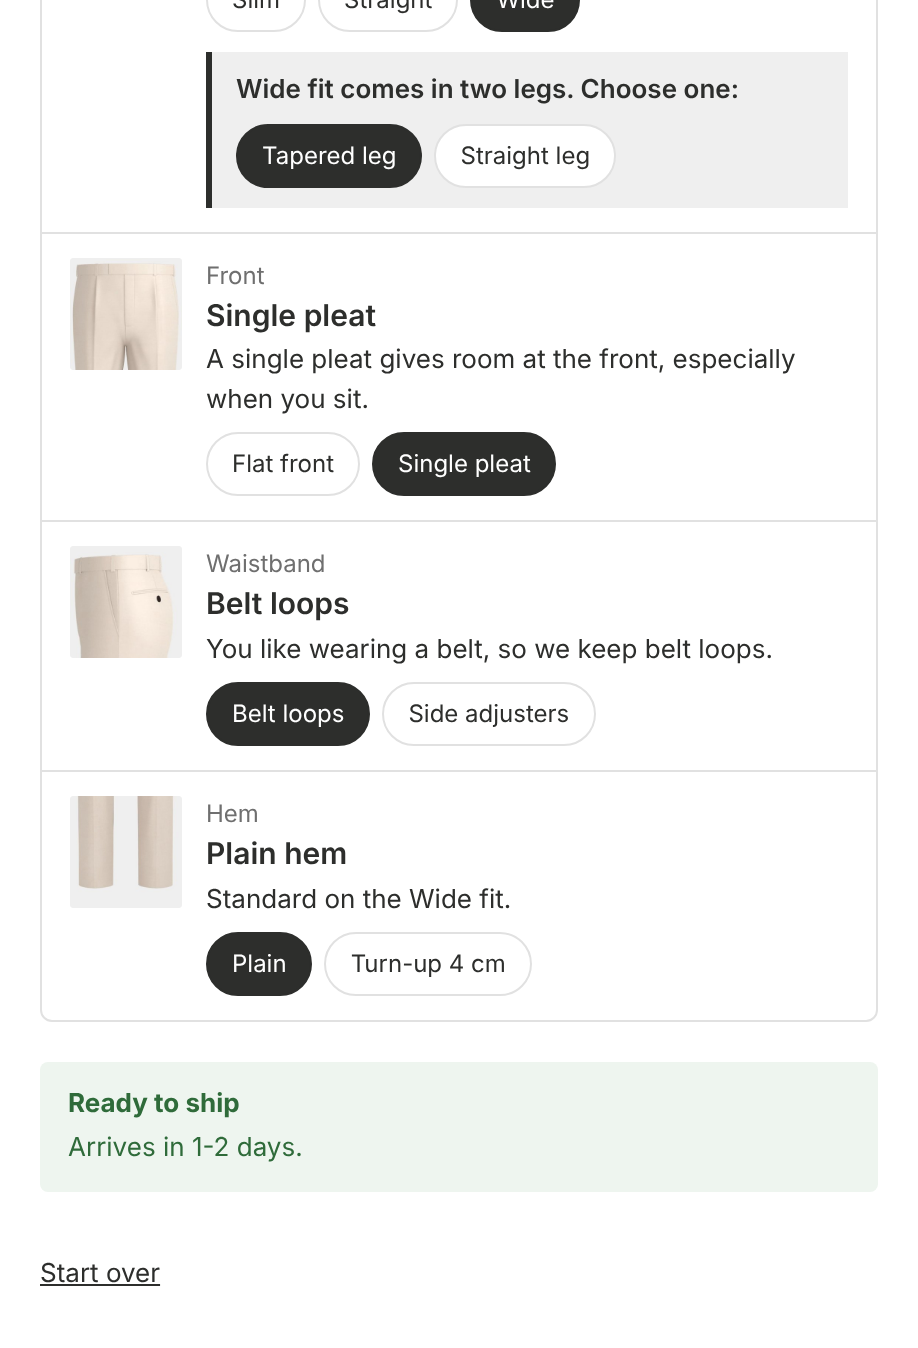 Slim Straight Wide
Wide fit comes in two legs. Choose one:
Tapered leg Straight leg
Front
Single pleat
A single pleat gives room at the front, especially
when you sit.
Flat front Single pleat
Waistband
Belt loops
You like wearing a belt, so we keep belt loops.
Belt loops Side adjusters
Hem
Plain hem
Standard on the Wide fit.
Plain Turn-up 4 cm
Ready to ship
Arrives in 1-2 days.
Start over